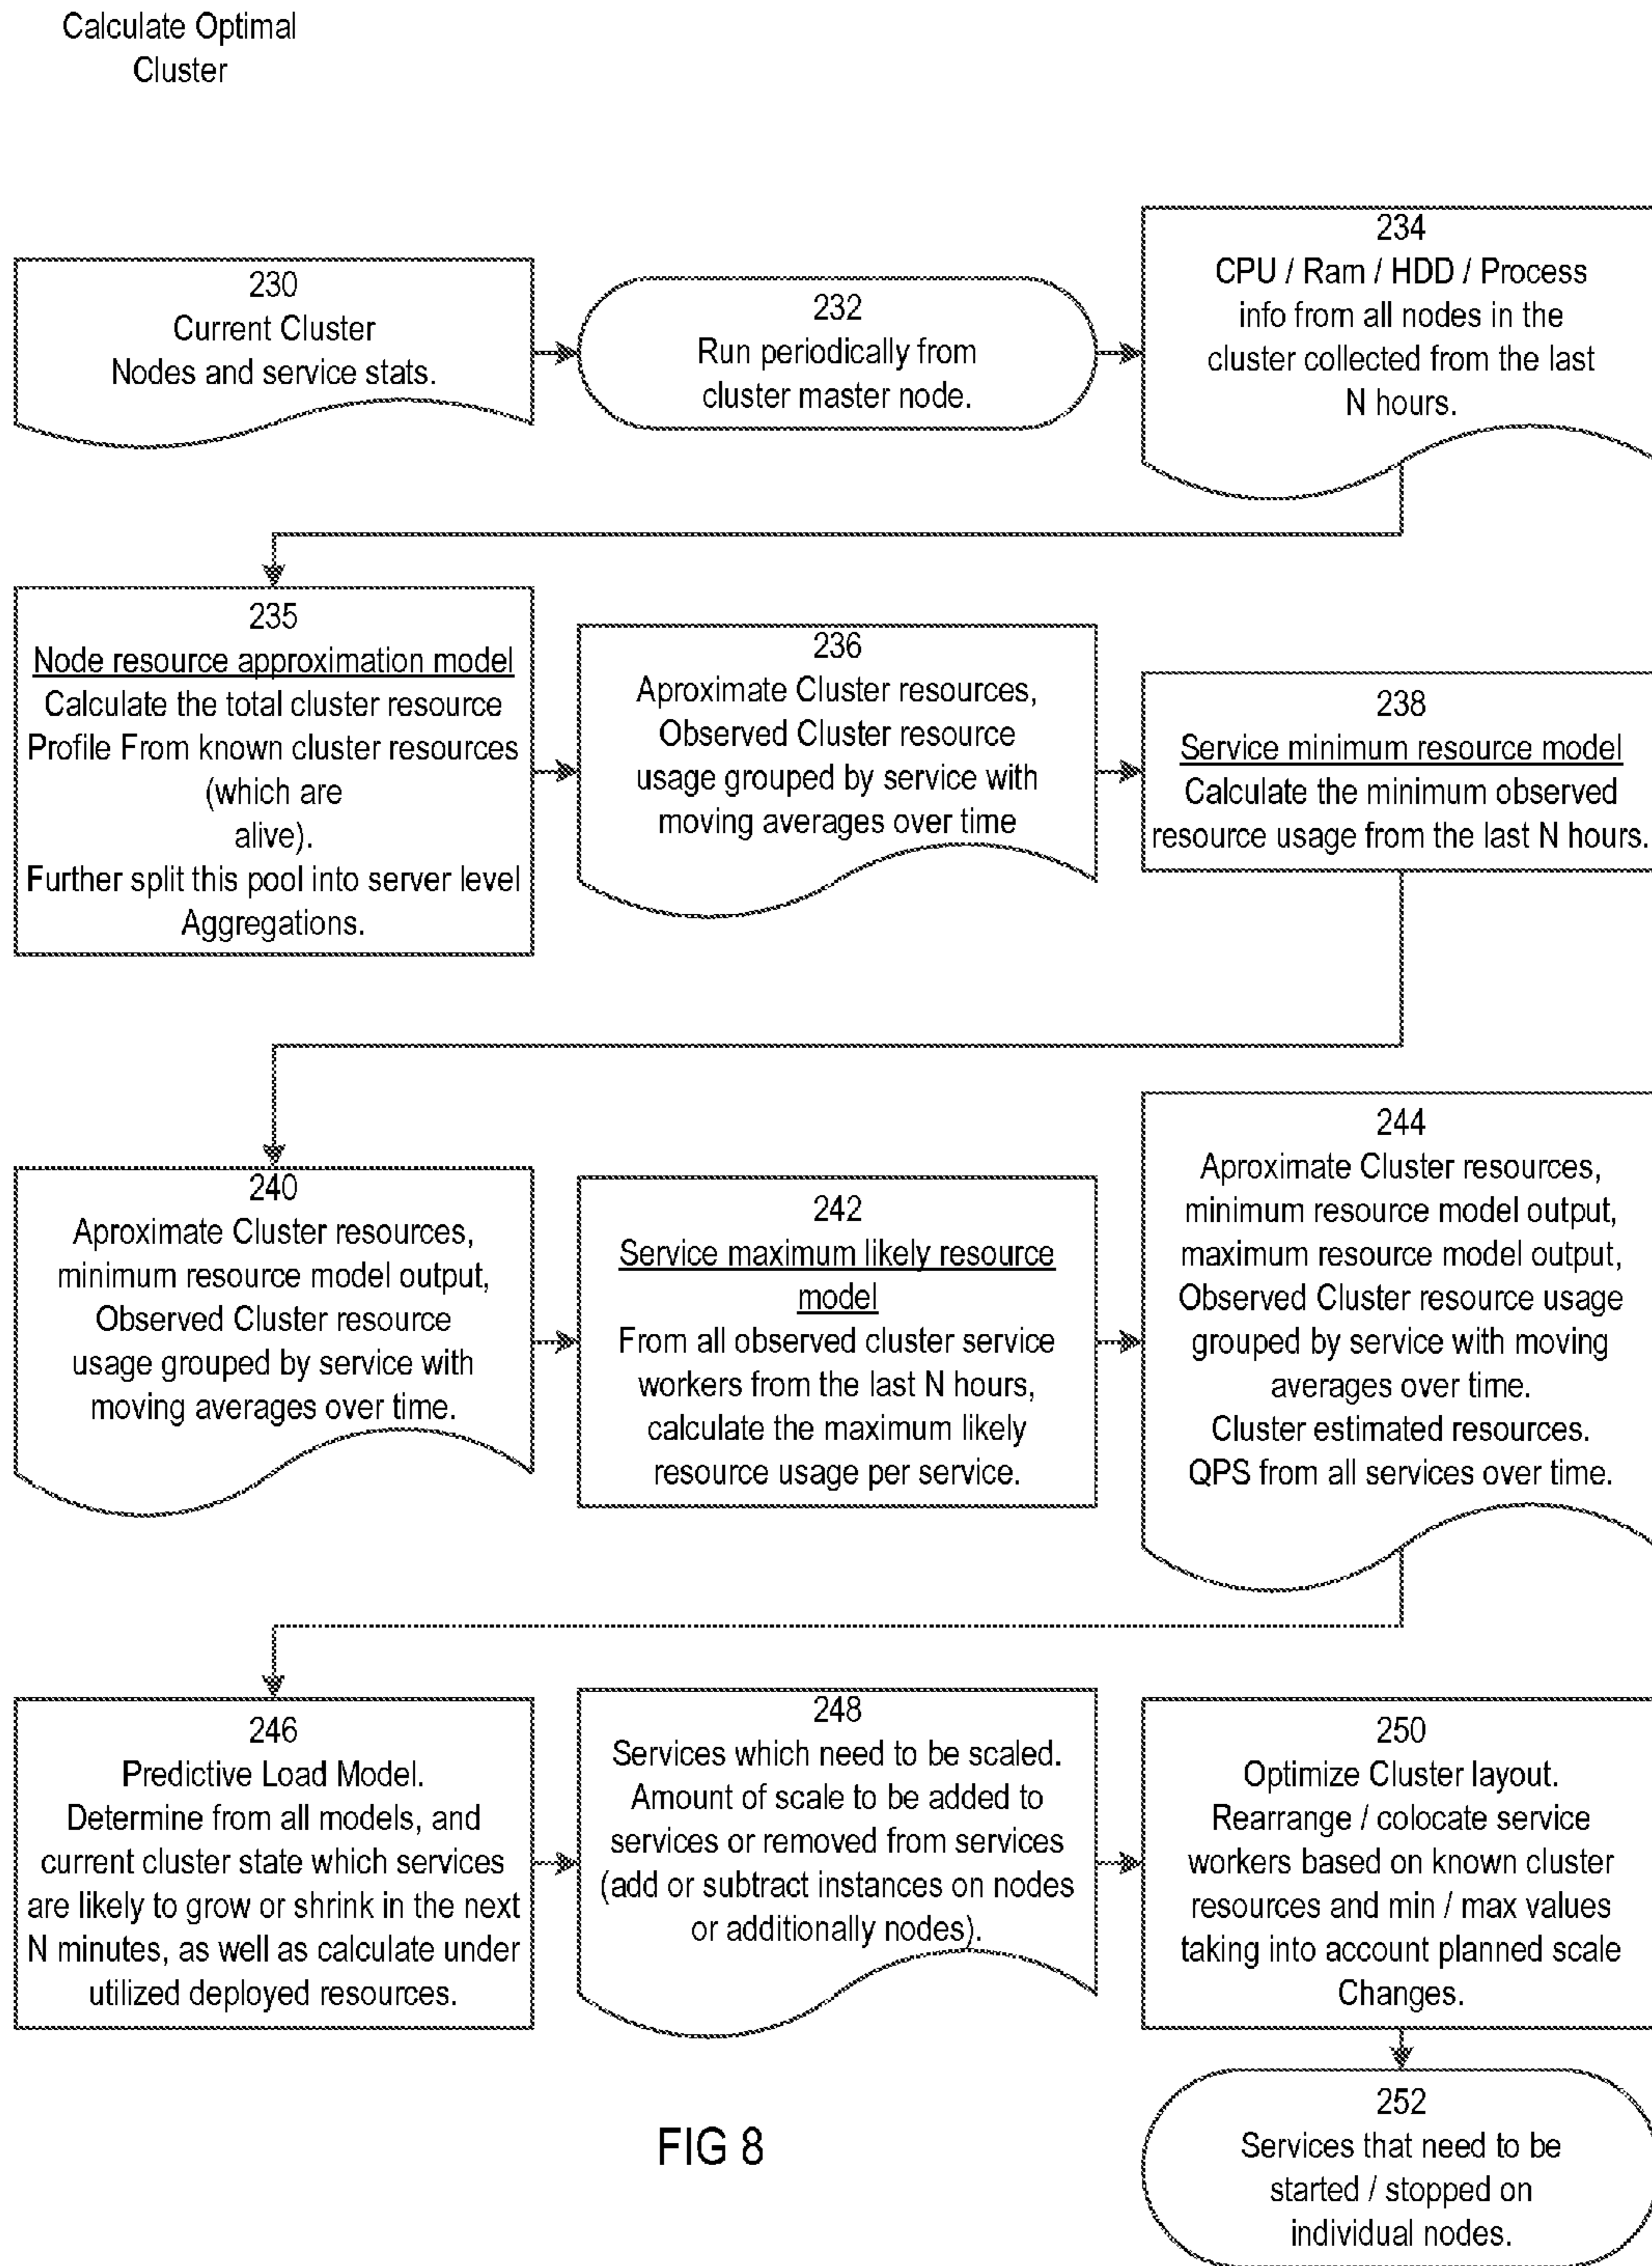 Calculate Optimal
Cluster
230
Current Cluster
Nodes and service stats.
232
Run periodically from
cluster master node.
234
CPU / Ram / HDD / Process
info from all nodes in the
cluster collected from the last
N hours.
235
Node resource approximation model
Calculate the total cluster resource
Profile From known cluster resources
(which are
alive).
Further split this pool into server level
Aggregations.
236
Aproximate Cluster resources,
Observed Cluster resource
usage grouped by service with
moving averages over time
238
Service minimum resource model
Calculate the minimum observed
resource usage from the last N hours.
240
Aproximate Cluster resources,
minimum resource model output,
Observed Cluster resource
usage grouped by service with
moving averages over time.
242
Service maximum likely resource
model
From all observed cluster service
workers from the last N hours,
calculate the maximum likely
resource usage per service.
244
Aproximate Cluster resources,
minimum resource model output,
maximum resource model output,
Observed Cluster resource usage
grouped by service with moving
averages over time.
Cluster estimated resources.
QPS from all services over time.
246
Predictive Load Model.
Determine from all models, and
current cluster state which services
are likely to grow or shrink in the next
N minutes, as well as calculate under
utilized deployed resources.
248
Services which need to be scaled.
Amount of scale to be added to
services or removed from services
(add or subtract instances on nodes
or additionally nodes).
250
Optimize Cluster layout.
Rearrange / colocate service
workers based on known cluster
resources and min / max values
taking into account planned scale
Changes.
252
Services that need to be
started / stopped on
individual nodes.
FIG 8